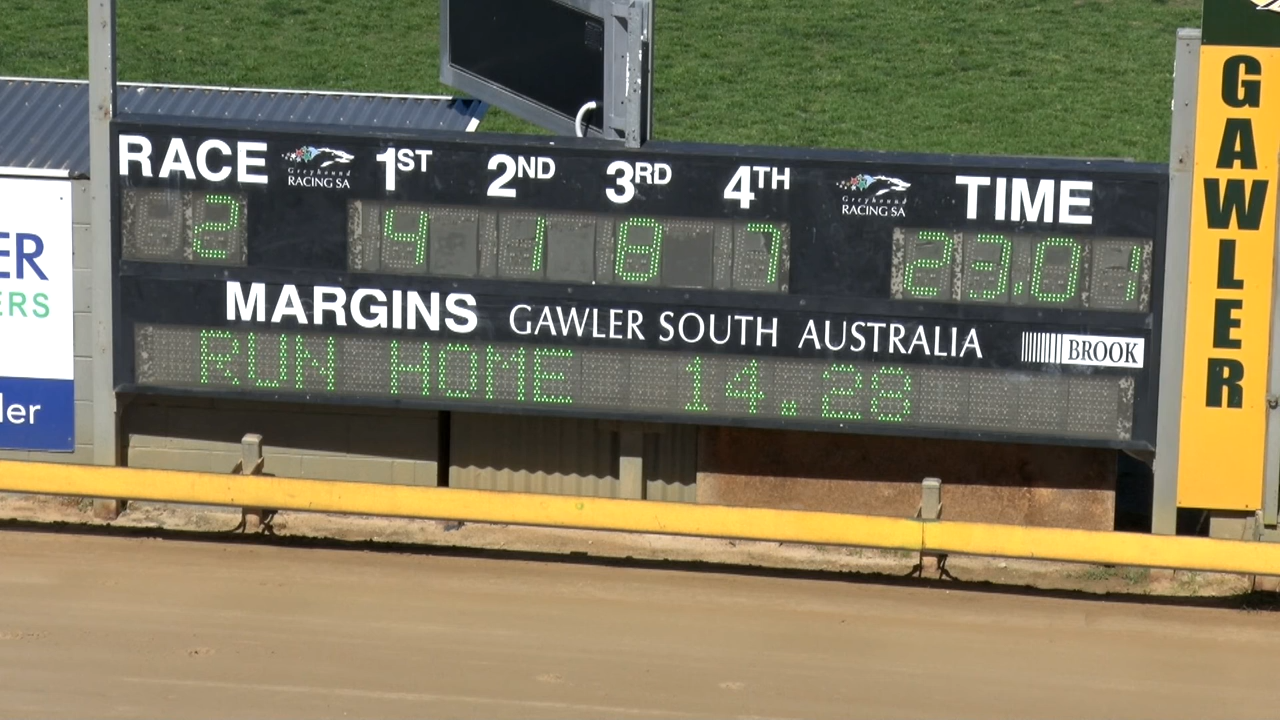 RACE
Greyhound
RACING SA
1ST 2ND 3RD 4TH
Greyhound
RACING SA
TIME
2 4 1 8 7 23.01
MARGINS GAWLER SOUTH AUSTRALIA BROOK
RUN HOME 14.28
ER
ERS
ler
GAWLER